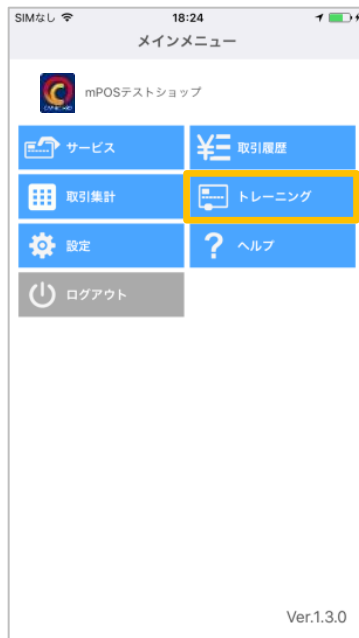 SIMなし 18:24
メインメニュー
mPOSテストショップ
サービス
取引履歴
取引集計
トレーニング
設定
ヘルプ
ログアウト
Ver.1.3.0